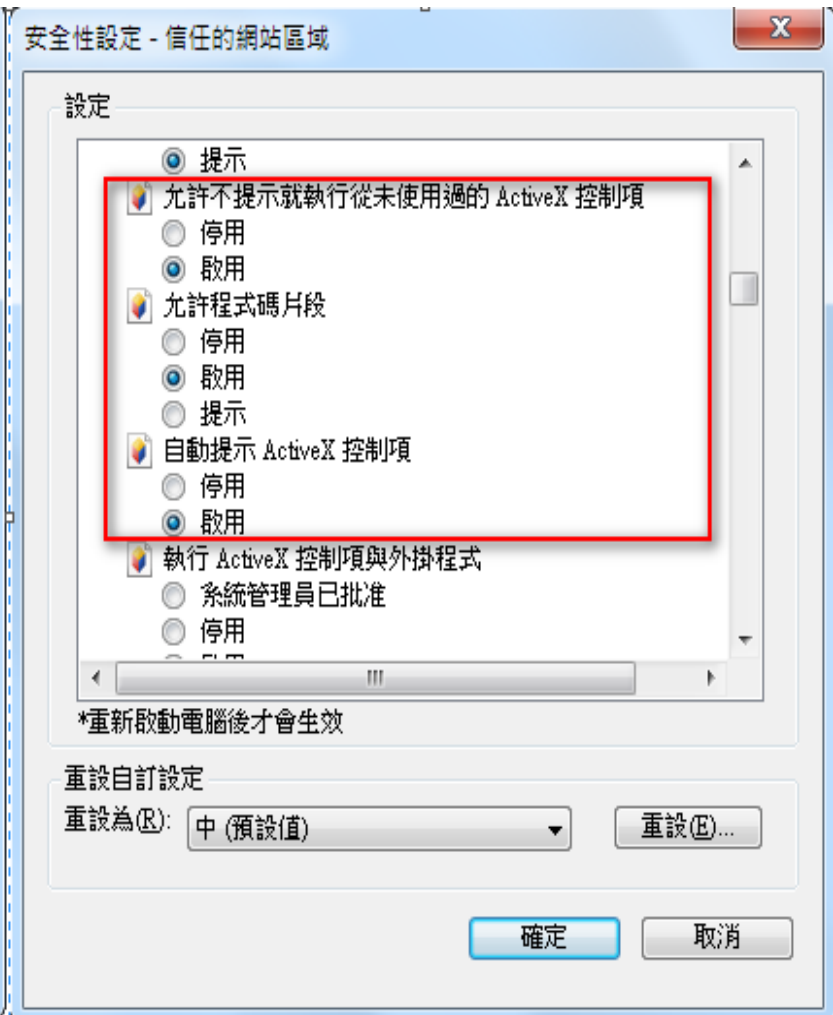 安全性設定 - 信任的網站區域
設定
提示
允許不提示就執行從未使用過的 ActiveX 控制項
停用
啟用
允許程式碼片段
停用
啟用
提示
自動提示 ActiveX 控制項
停用
啟用
執行 ActiveX 控制項與外掛程式
系統管理員已批准
停用
*重新啟動電腦後才會生效
重設自訂設定
重設為(R): 中 (預設值) 重設(E)...
確定 取消